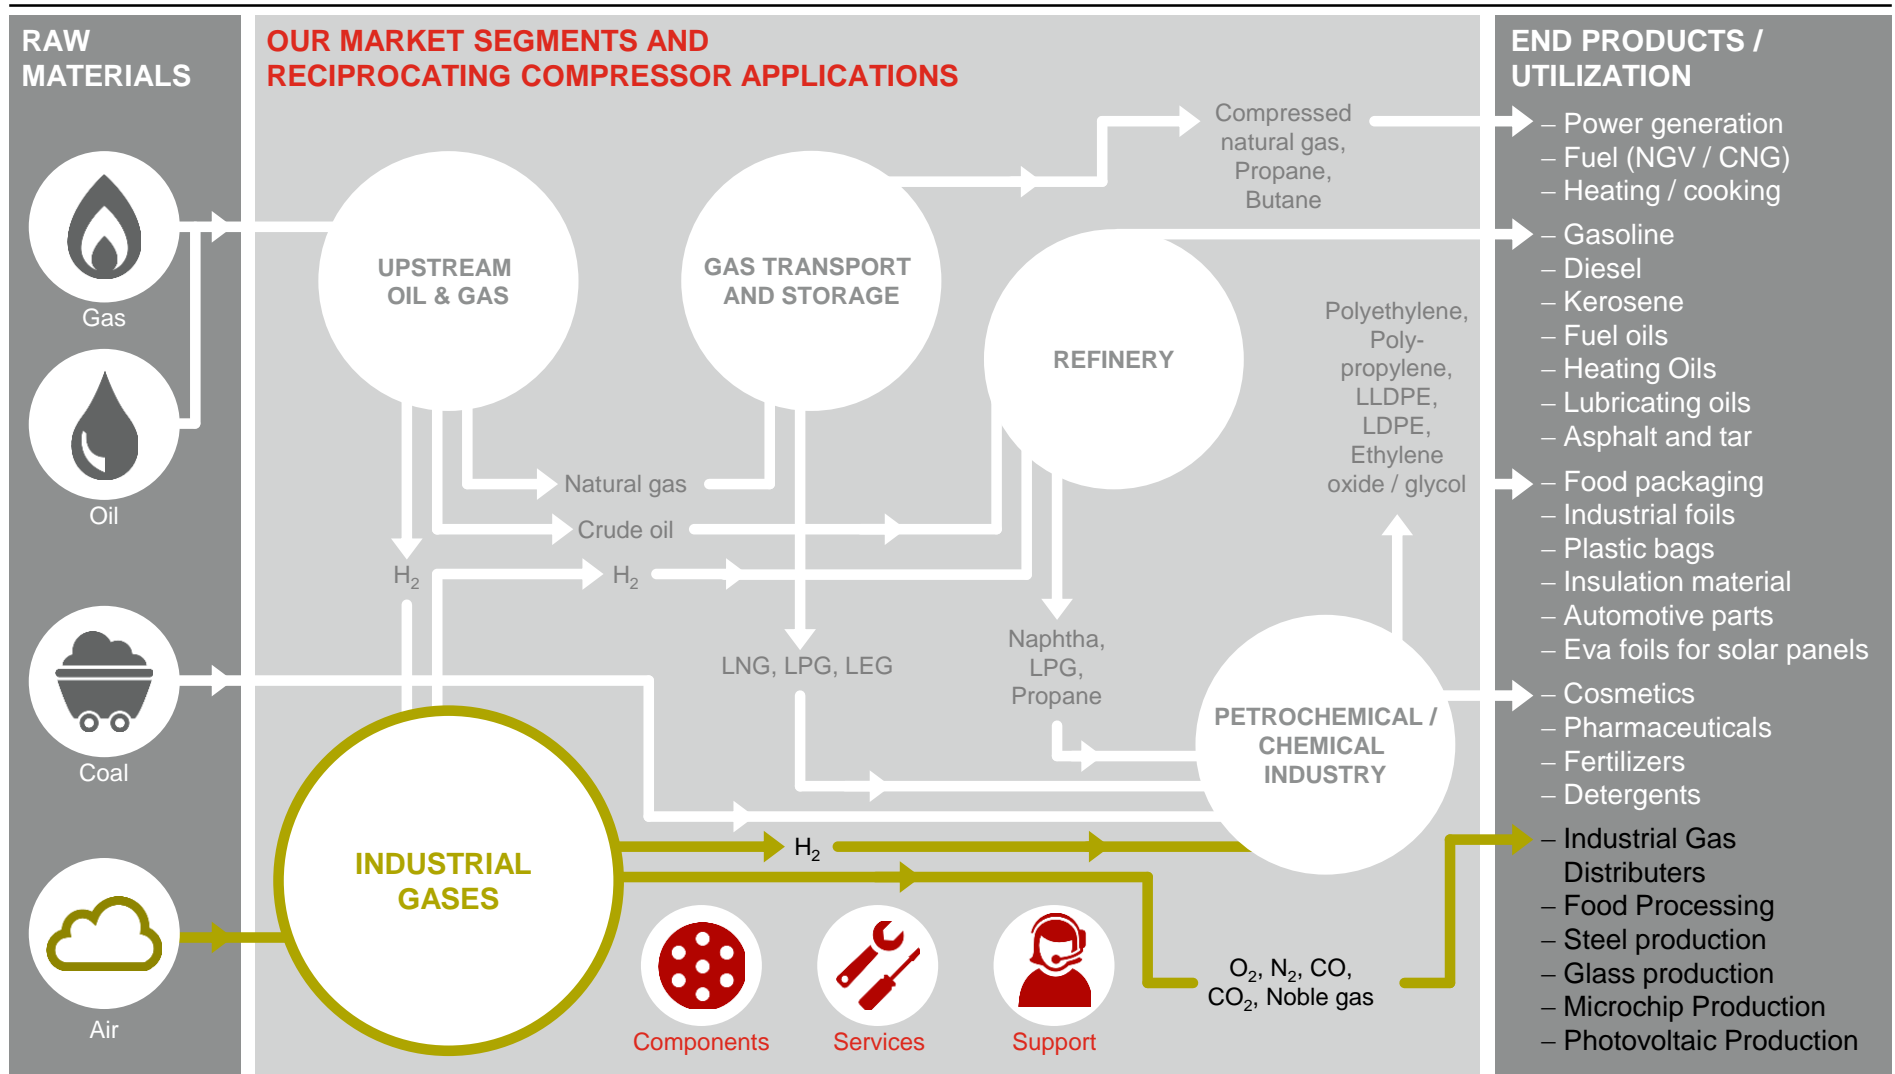 RAW
MATERIALS
Gas
Oil
Coal
Air
OUR MARKET SEGMENTS AND
RECIPROCATING COMPRESSOR APPLICATIONS
UPSTREAM
OIL & GAS
GAS TRANSPORT
AND STORAGE
REFINERY
Compressed
natural gas,
Propane,
Butane
Polyethylene,
Poly-
propylene,
LLDPE,
LDPE,
Ethylene
oxide / glycol
Natural gas
Crude oil
H₂
H₂
LNG, LPG, LEG
Naphtha,
LPG,
Propane
PETROCHEMICAL /
CHEMICAL
INDUSTRY
INDUSTRIAL
GASES
H₂
O₂, N₂, CO,
CO₂, Noble gas
Components
Services
Support
END PRODUCTS /
UTILIZATION
– Power generation
– Fuel (NGV / CNG)
– Heating / cooking
– Gasoline
– Diesel
– Kerosene
– Fuel oils
– Heating Oils
– Lubricating oils
– Asphalt and tar
– Food packaging
– Industrial foils
– Plastic bags
– Insulation material
– Automotive parts
– Eva foils for solar panels
– Cosmetics
– Pharmaceuticals
– Fertilizers
– Detergents
– Industrial Gas
Distributers
– Food Processing
– Steel production
– Glass production
– Microchip Production
– Photovoltaic Production